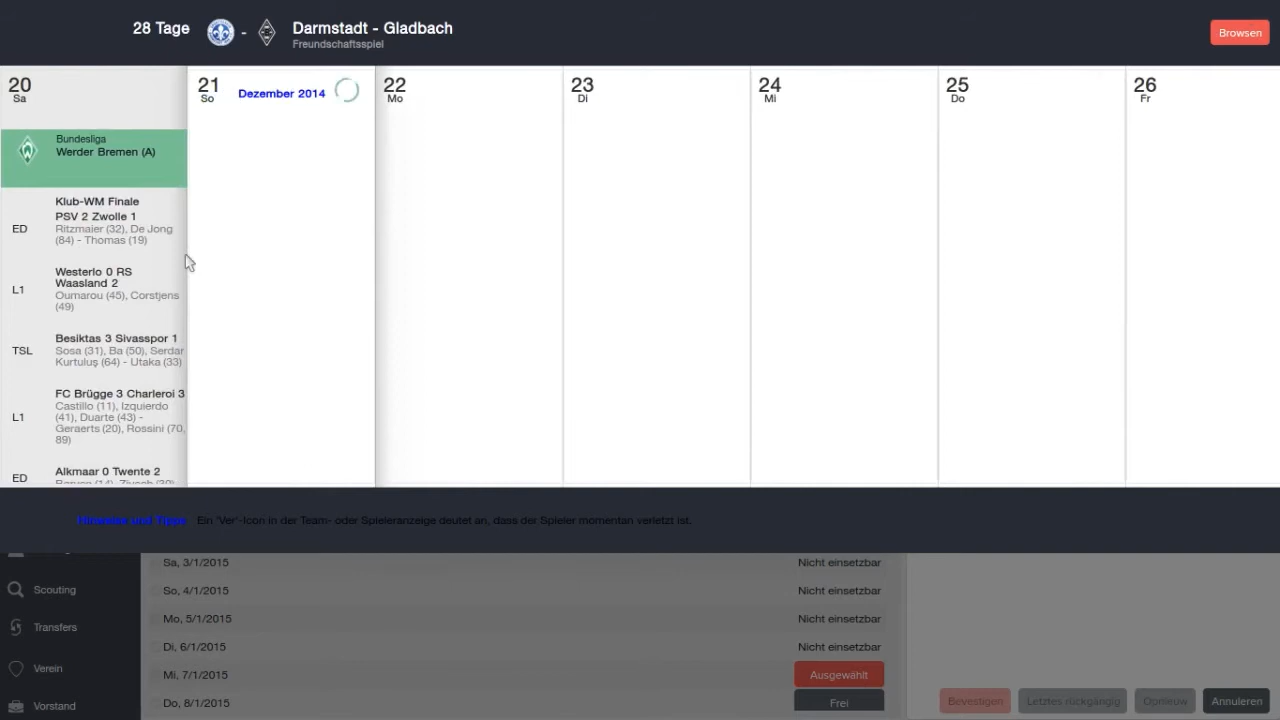 28 Tage
-
Darmstadt - Gladbach
Freundschaftsspiel
Browsen
20
Sa
21
So
Dezember 2014
22
Mo
23
Di
24
Mi
25
Do
26
Fr
Bundesliga
Werder Bremen (A)
Klub-WM Finale
ED
PSV 2 Zwolle 1
Ritzmaier (32), De Jong
(84) - Thomas (19)
L1
Westerlo 0 RS
Waasland 2
Oumarou (45), Corstjens
(49)
TSL
Besiktas 3 Sivasspor 1
Sosa (31), Ba (50), Serdar
Kurtuluş (64) - Utaka (33)
L1
FC Brügge 3 Charleroi 3
Castillo (11), Izquierdo
(41), Duarte (43) -
Geraerts (20), Rossini (70,
89)
ED
Alkmaar 0 Twente 2
Hinweise und Tipps
Ein 'Ver'-Icon in der Team- oder Spieleranzeige deutet an, dass der Spieler momentan verletzt ist.
Scouting
Transfers
Verein
Vorstand
Sa, 3/1/2015 Nicht einsetzbar
So, 4/1/2015 Nicht einsetzbar
Mo, 5/1/2015 Nicht einsetzbar
Di, 6/1/2015 Nicht einsetzbar
Mi, 7/1/2015 Ausgewählt
Do, 8/1/2015 Frei
Bevestigen
Letztes rückgängig
Opnieuw
Annulieren